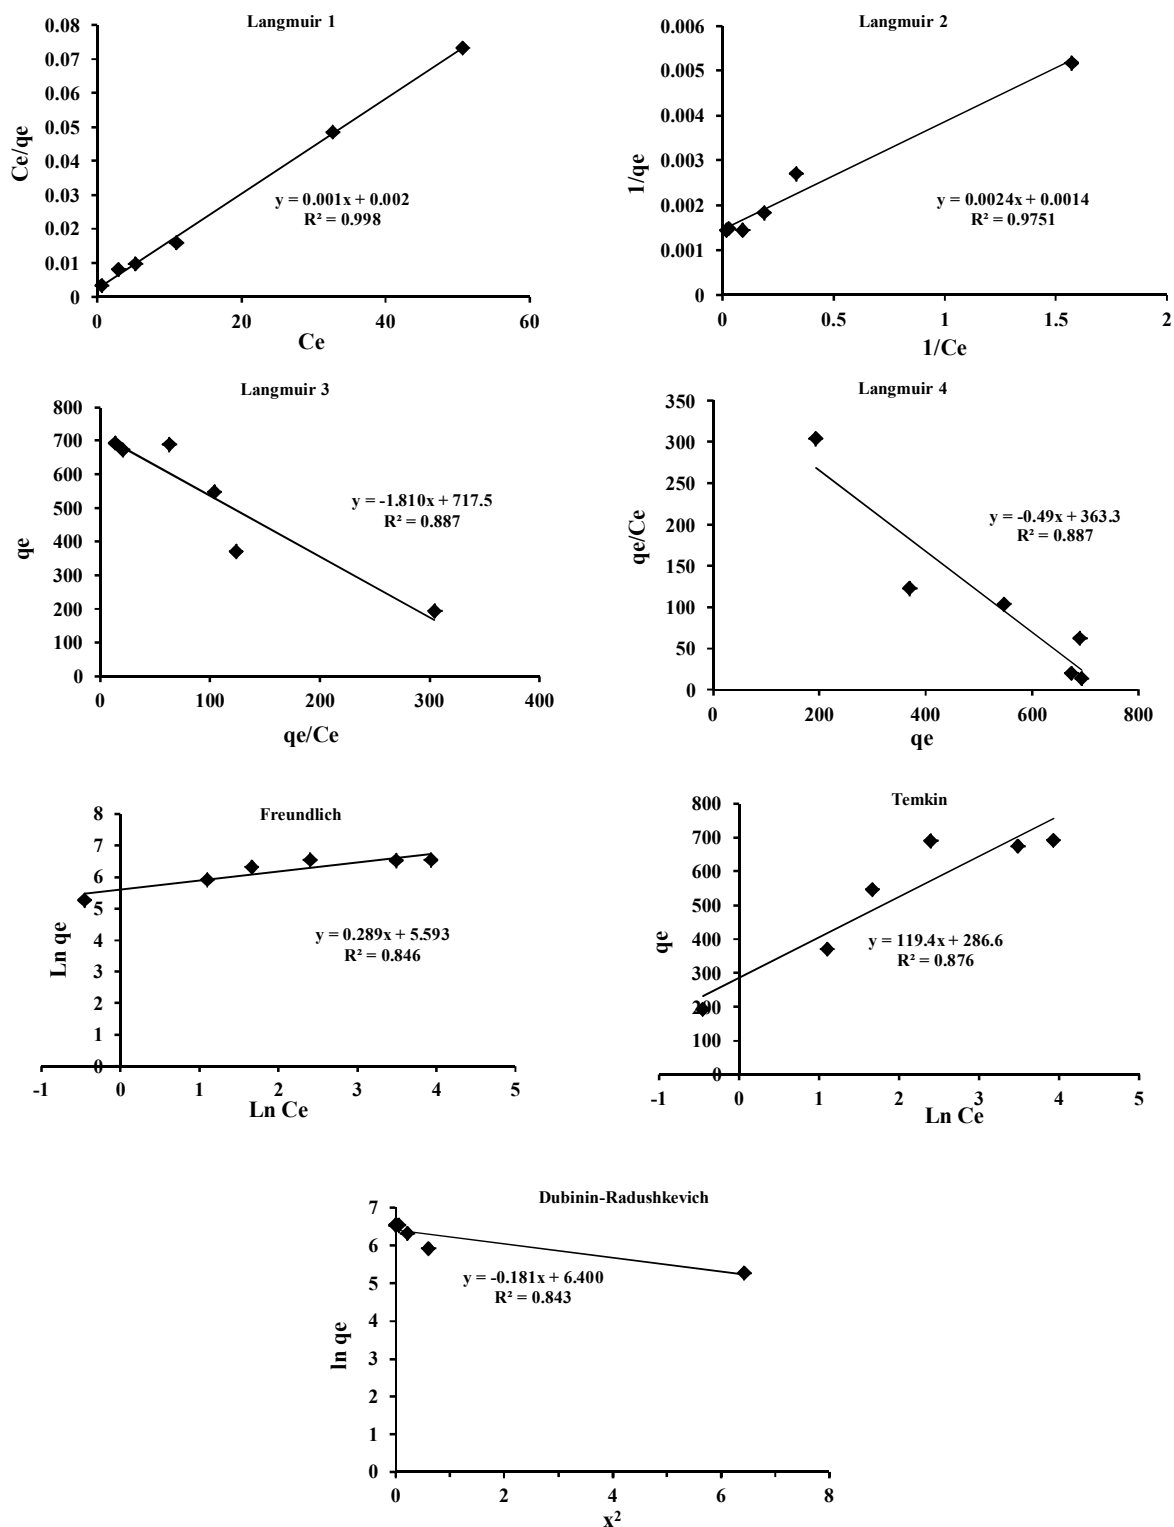 Langmuir 1
0.08
0.07
0.06
0.05
0.04
0.03
0.02
0.01
0
Ce/qe
y = 0.001x + 0.002
R² = 0.998
0 20 40 60
Ce
Langmuir 2
0.006
0.005
0.004
0.003
0.002
0.001
0
1/qe
y = 0.0024x + 0.0014
R² = 0.9751
0 0.5 1 1.5 2
1/Ce
Langmuir 3
800
700
600
500
400
300
200
100
0
qe
y = -1.810x + 717.5
R² = 0.887
0 100 200 300 400
qe/Ce
Langmuir 4
350
300
250
200
150
100
50
0
qe/Ce
y = -0.49x + 363.3
R² = 0.887
0 200 400 600 800
qe
Freundlich
8
7
6
5
4
3
2
1
0
Ln qe
y = 0.289x + 5.593
R² = 0.846
-1 0 1 2 3 4 5
Ln Ce
Temkin
800
700
600
500
400
300
200
100
0
qe
y = 119.4x + 286.6
R² = 0.876
-1 0 1 2 3 4 5
Ln Ce
Dubinin-Radushkevich
7
6
5
4
3
2
1
0
ln qe
y = -0.181x + 6.400
R² = 0.843
0 2 4 6 8
x²